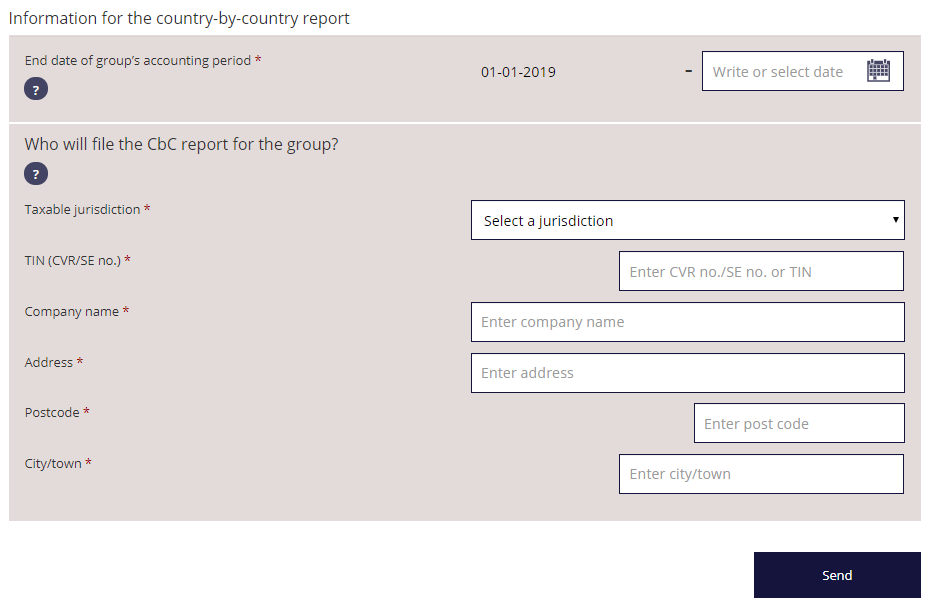 Information for the country-by-country report
End date of group's accounting period *
01-01-2019 - Write or select date
?
Who will file the CbC report for the group?
?
Taxable jurisdiction * Select a jurisdiction
TIN (CVR/SE no.) * Enter CVR no./SE no. or TIN
Company name * Enter company name
Address * Enter address
Postcode * Enter post code
City/town * Enter city/town
Send